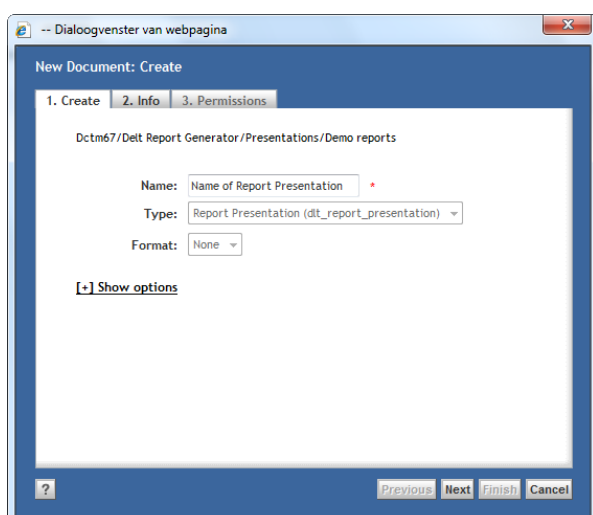 -- Dialoogvenster van webpagina
New Document: Create
1. Create 2. Info 3. Permissions
Dctm67/Delt Report Generator/Presentations/Demo reports
Name: Name of Report Presentation *
Type: Report Presentation (dlt_report_presentation)
Format: None
[+] Show options
? Previous Next Finish Cancel